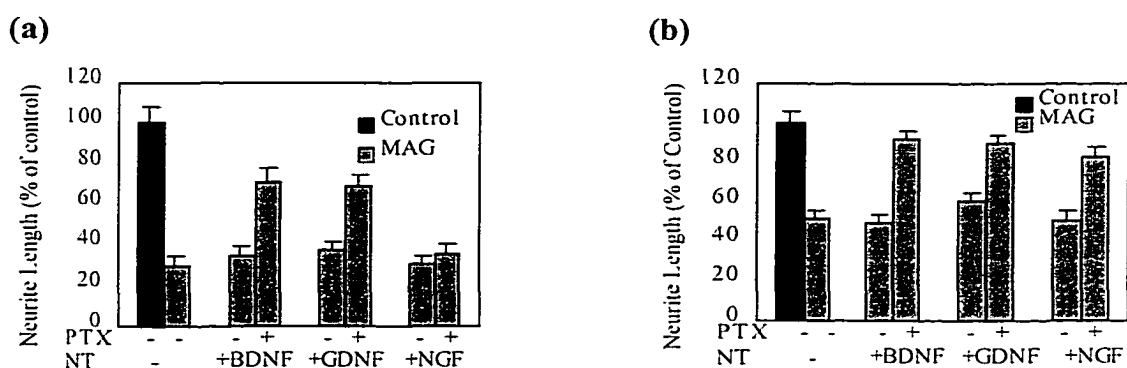 (a)
Neurite Length (% of control)
120
100
80
60
40
20
0
Control
MAG
PTX - - - + - + - +
NT - +BDNF +GDNF +NGF
(b)
Neurite Length (% of Control)
120
100
80
60
40
20
0
Control
MAG
PTX - - - + - + - +
NT - +BDNF +GDNF +NGF